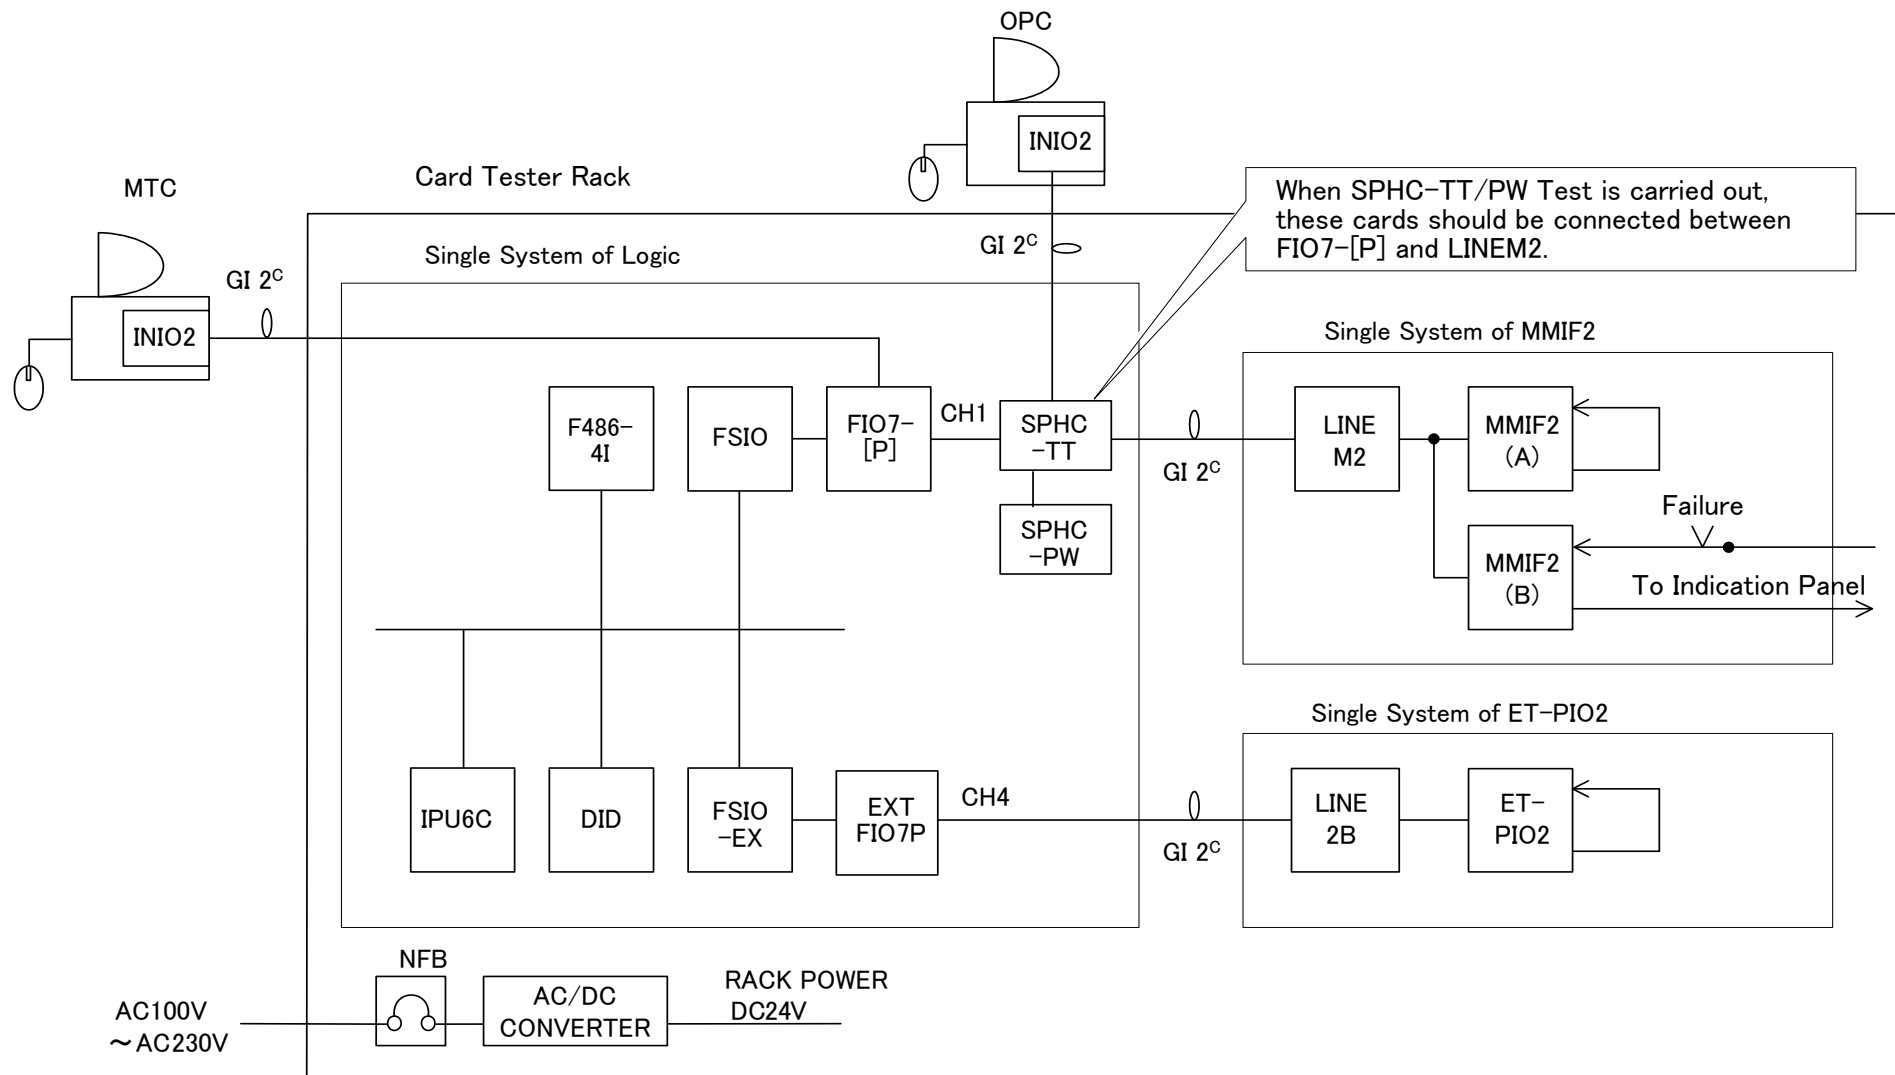 OPC
INIO2
MTC
Card Tester Rack
When SPHC-TT/PW Test is carried out,
these cards should be connected between
FIO7-[P] and LINEM2.
GI 2C
Single System of Logic
GI 2C
INIO2
Single System of MMIF2
F486-
4I
FSIO
FIO7-
[P]
CH1
SPHC
-TT
GI 2C
LINE
M2
MMIF2
(A)
SPHC
-PW
Failure
MMIF2
(B)
To Indication Panel
Single System of ET-PIO2
IPU6C
DID
FSIO
-EX
EXT
FIO7P
CH4
GI 2C
LINE
2B
ET-
PIO2
NFB
AC100V
～AC230V
AC/DC
CONVERTER
RACK POWER
DC24V